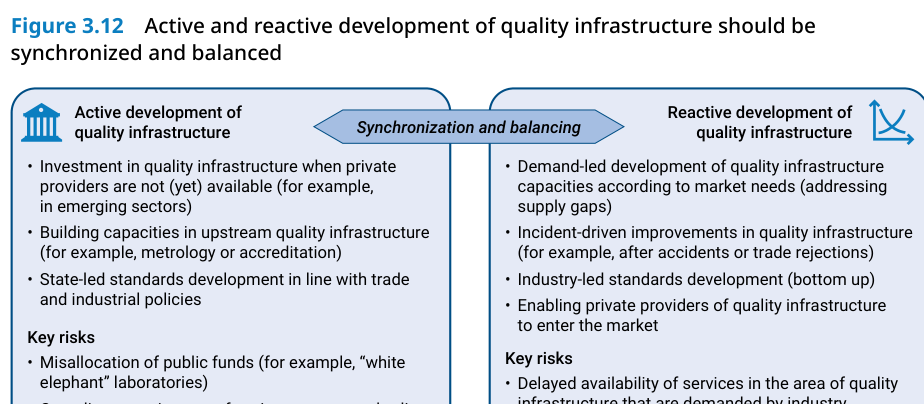 Figure 3.12 Active and reactive development of quality infrastructure should be
synchronized and balanced
Active development of
quality infrastructure
Synchronization and balancing
Reactive development of
quality infrastructure
• Investment in quality infrastructure when private
providers are not (yet) available (for example,
in emerging sectors)
• Building capacities in upstream quality infrastructure
(for example, metrology or accreditation)
• State-led standards development in line with trade
and industrial policies
Key risks
• Misallocation of public funds (for example, “white
elephant” laboratories)
• Demand-led development of quality infrastructure
capacities according to market needs (addressing
supply gaps)
• Incident-driven improvements in quality infrastructure
(for example, after accidents or trade rejections)
• Industry-led standards development (bottom up)
• Enabling private providers of quality infrastructure
to enter the market
Key risks
• Delayed availability of services in the area of quality
infrastructure that are demanded by industry